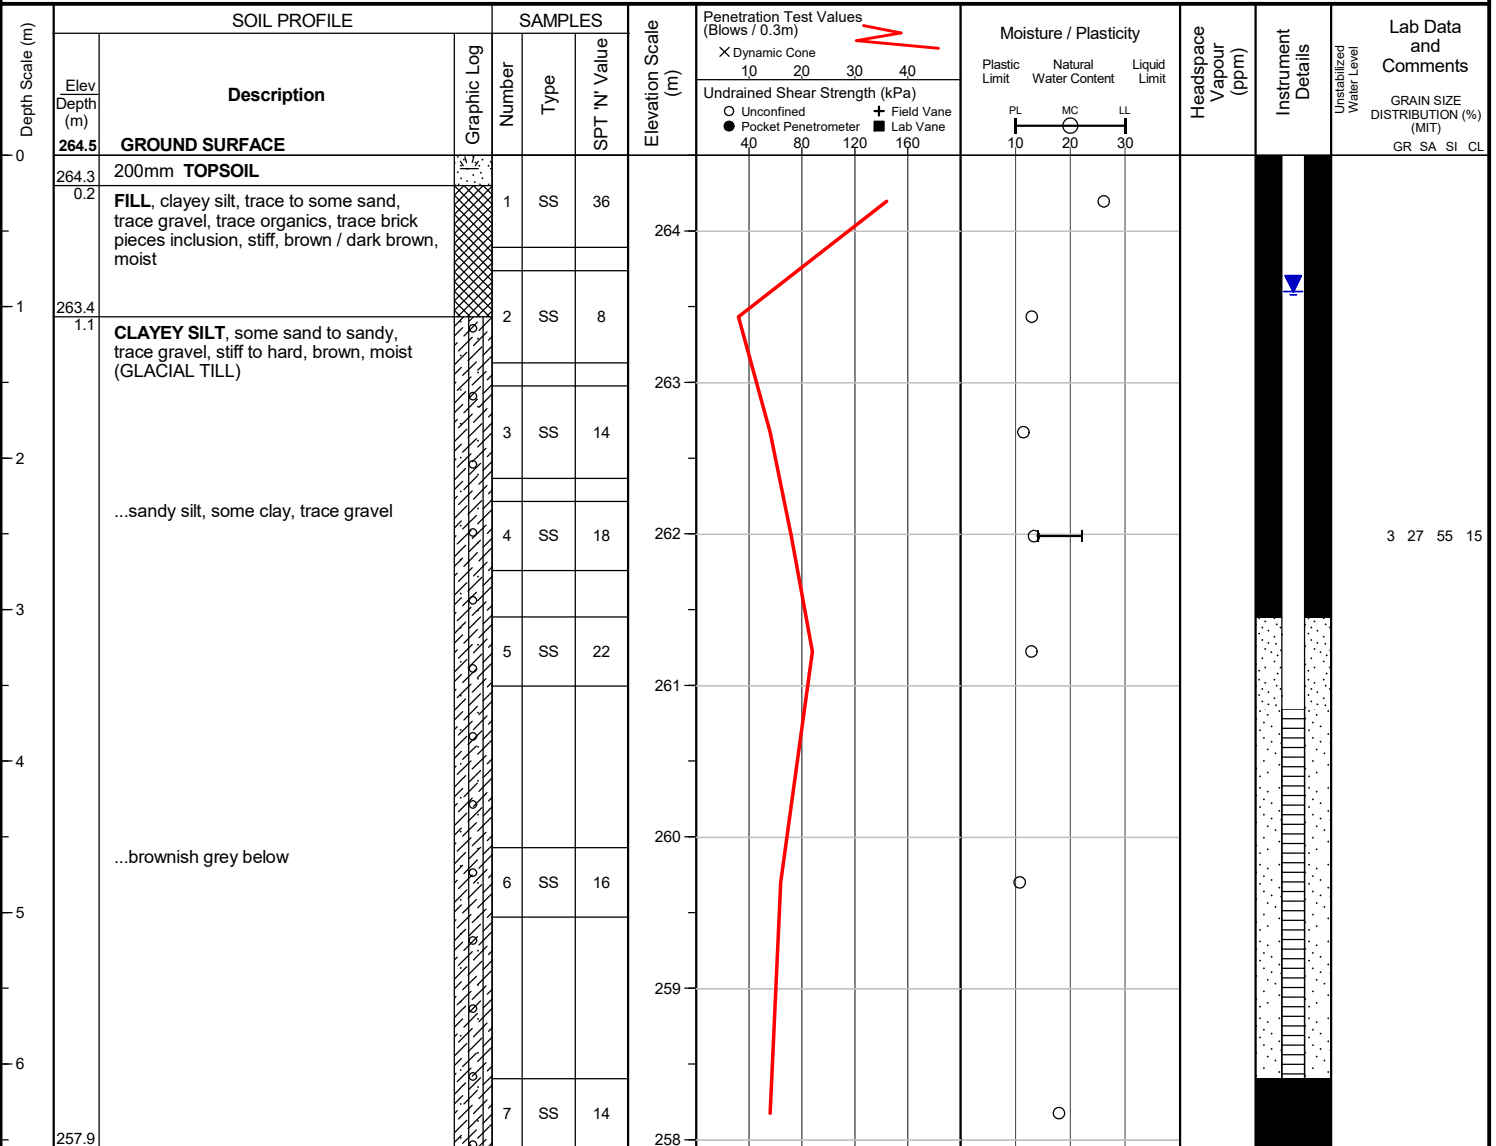 SOIL PROFILE
SAMPLES
Depth Scale (m)
Elev
Depth
(m)
Description
Graphic Log
Number
Type
SPT 'N' Value
Elevation Scale
(m)
Penetration Test Values
(Blows / 0.3m)
× Dynamic Cone
10 20 30 40
Undrained Shear Strength (kPa)
Unconfined
Field Vane
Pocket Penetrometer
Lab Vane
40 80 120 160
Moisture / Plasticity
Plastic
Limit
Natural
Water Content
Liquid
Limit
PL MC LL
10 20 30
Headspace
Vapour
(ppm)
Instrument
Details
Unstabilized
Water Level
Lab Data
and
Comments
GRAIN SIZE
DISTRIBUTION (%)
(MIT)
GR SA SI CL
264.5 GROUND SURFACE
0
264.3 200mm TOPSOIL
0.2
FILL, clayey silt, trace to some sand,
trace gravel, trace organics, trace brick
pieces inclusion, stiff, brown / dark brown,
moist
1 SS 36
264
1
263.4
1.1
2 SS 8
CLAYEY SILT, some sand to sandy,
trace gravel, stiff to hard, brown, moist
(GLACIAL TILL)
263
3 SS 14
2
...sandy silt, some clay, trace gravel
4 SS 18
262
3 27 55 15
3
5 SS 22
261
4
260
...brownish grey below
6 SS 16
5
259
6
7 SS 14
257.9
258